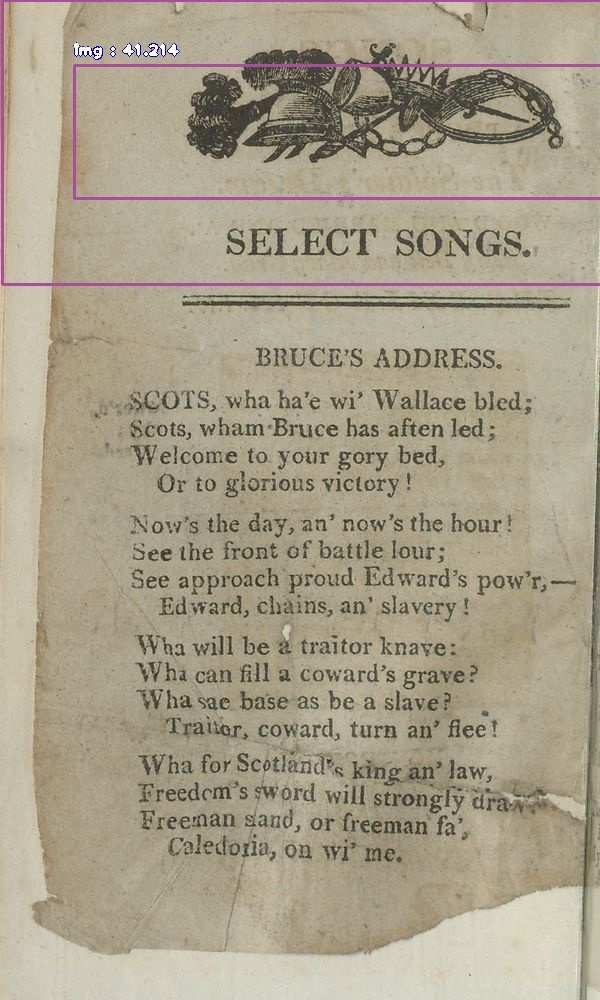 Img : 41.214
SELECT SONGS.
BRUCE'S ADDRESS.
SCOTS, wha ha'e wi' Wallace bled;
Scots, wham Bruce has aften led;
Welcome to your gory bed,
Or to glorious victory!
Now's the day, an' now's the hour!
See the front of battle lour;
See approach proud Edward's pow'r,—
Edward, chains, an' slavery!
Wha will be a traitor knave:
Wha can fill a coward's grave?
Wha sae base as be a slave?
Traitor, coward, turn an' flee!
Wha for Scotland's king an' law,
Freedom's sword will strongly draw,
Freeman stand, or freeman fa',
Caledonia, on wi' me.